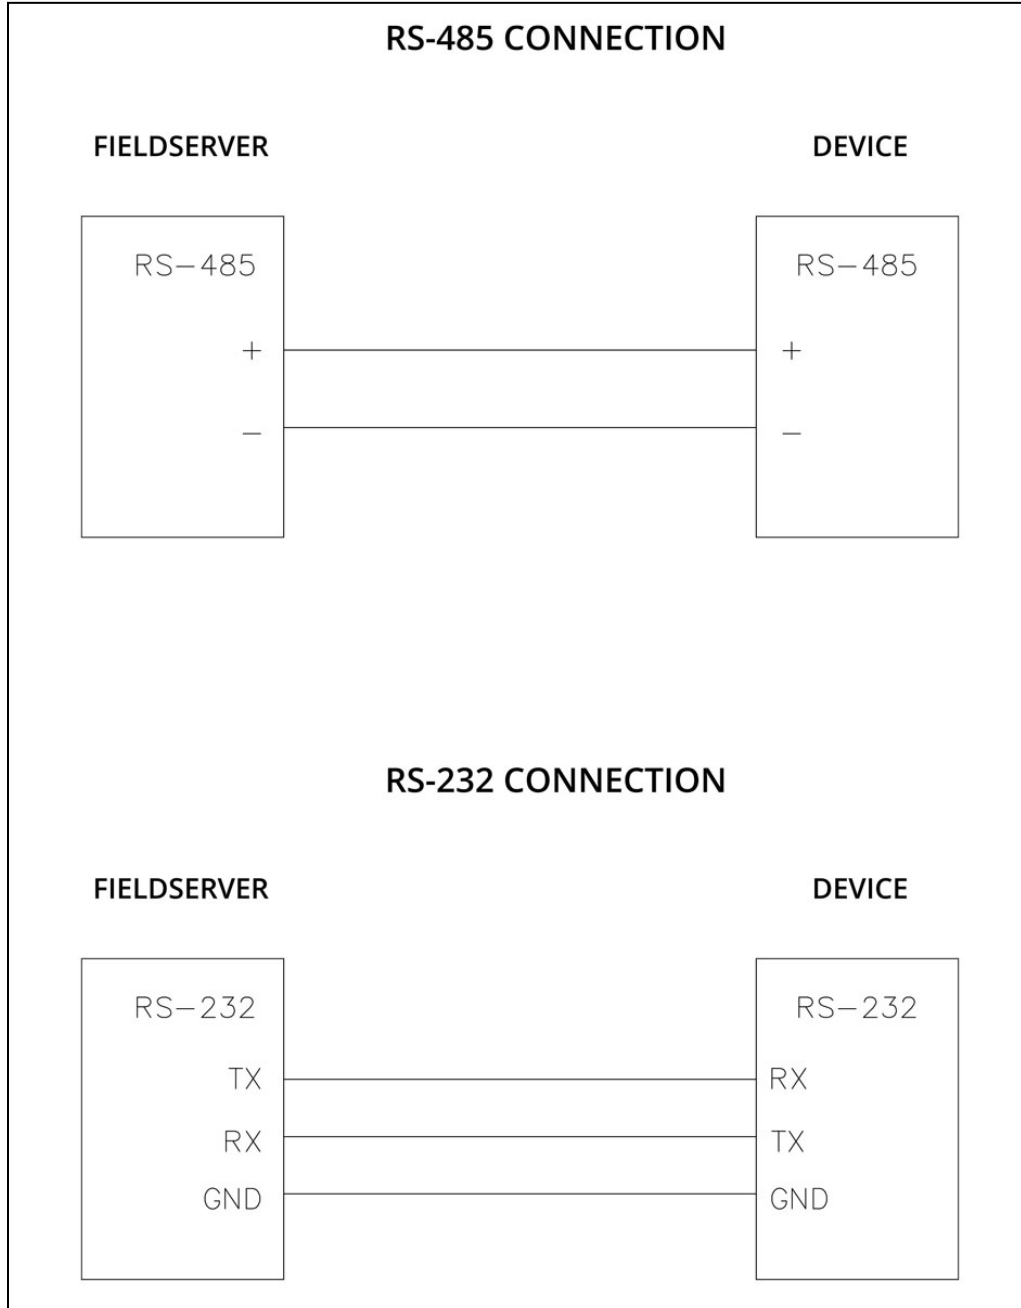 RS-485 CONNECTION
FIELDSERVER DEVICE
RS-485 RS-485
+ +
- -
RS-232 CONNECTION
FIELDSERVER DEVICE
RS-232 RS-232
TX RX
RX TX
GND GND